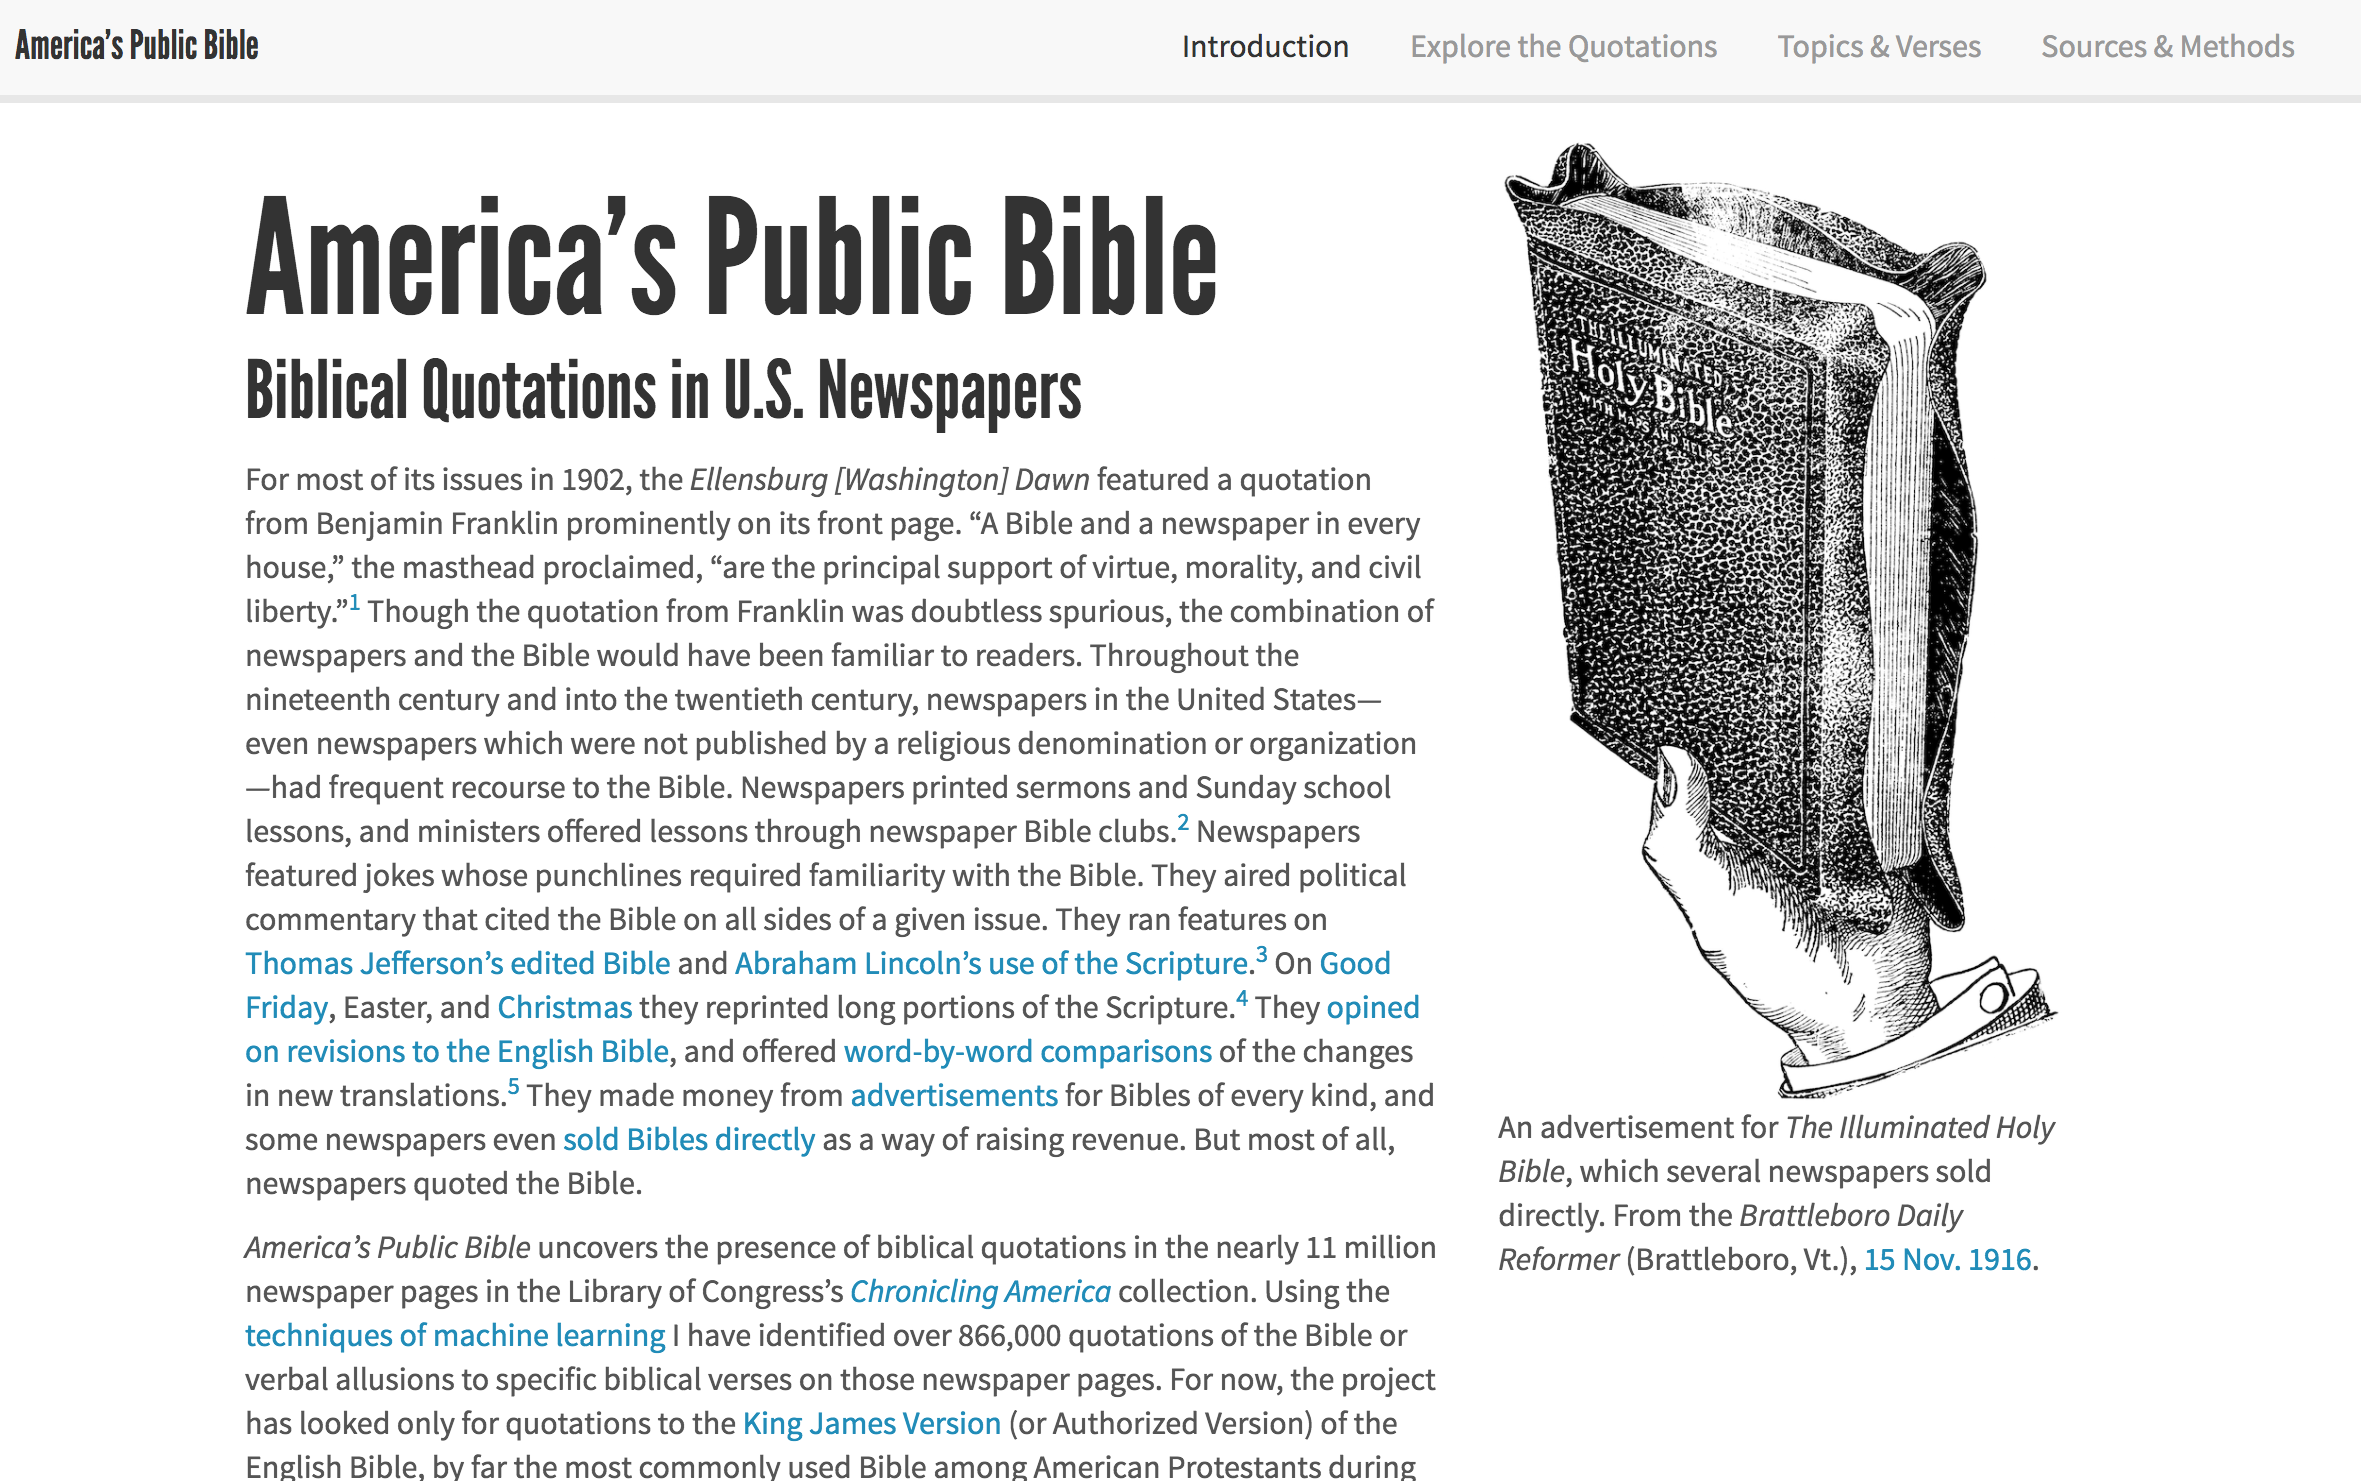 America’s Public Bible
Introduction
Explore the Quotations
Topics & Verses
Sources & Methods
America’s Public Bible
Biblical Quotations in U.S. Newspapers
For most of its issues in 1902, the Ellensburg [Washington] Dawn featured a quotation
from Benjamin Franklin prominently on its front page. “A Bible and a newspaper in every
house,” the masthead proclaimed, “are the principal support of virtue, morality, and civil
liberty.”1 Though the quotation from Franklin was doubtless spurious, the combination of
newspapers and the Bible would have been familiar to readers. Throughout the
nineteenth century and into the twentieth century, newspapers in the United States—
even newspapers which were not published by a religious denomination or organization
—had frequent recourse to the Bible. Newspapers printed sermons and Sunday school
lessons, and ministers offered lessons through newspaper Bible clubs.2 Newspapers
featured jokes whose punchlines required familiarity with the Bible. They aired political
commentary that cited the Bible on all sides of a given issue. They ran features on
Thomas Jefferson’s edited Bible and Abraham Lincoln’s use of the Scripture.3 On Good
Friday, Easter, and Christmas they reprinted long portions of the Scripture.4 They opined
on revisions to the English Bible, and offered word-by-word comparisons of the changes
in new translations.5 They made money from advertisements for Bibles of every kind, and
some newspapers even sold Bibles directly as a way of raising revenue. But most of all,
newspapers quoted the Bible.
America’s Public Bible uncovers the presence of biblical quotations in the nearly 11 million
newspaper pages in the Library of Congress’s Chronicling America collection. Using the
techniques of machine learning I have identified over 866,000 quotations of the Bible or
verbal allusions to specific biblical verses on those newspaper pages. For now, the project
has looked only for quotations to the King James Version (or Authorized Version) of the
English Bible, by far the most commonly used Bible among American Protestants during
THE ILLUMINATED
Holy Bible
An advertisement for The Illuminated Holy
Bible, which several newspapers sold
directly. From the Brattleboro Daily
Reformer (Brattleboro, Vt.), 15 Nov. 1916.